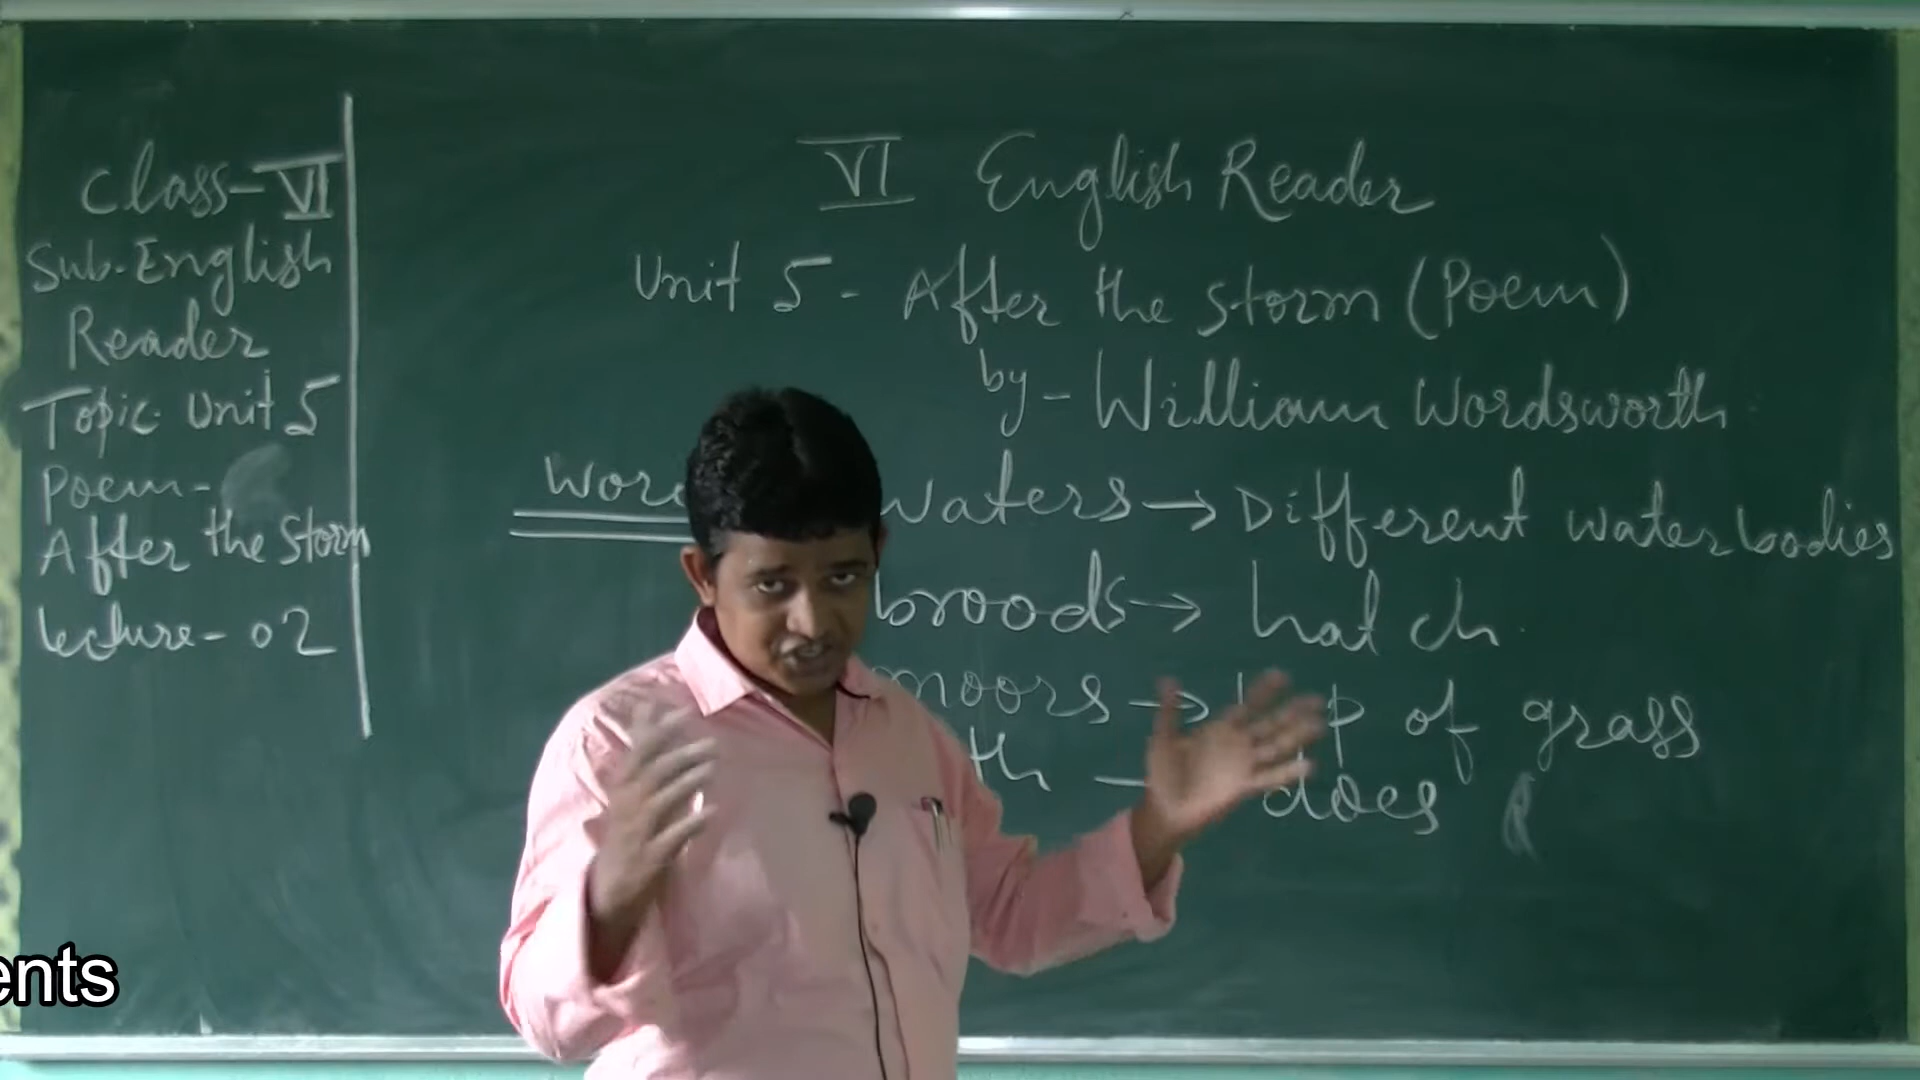 Class-VI
Sub-English
Reader
Topic Unit 5
Poem-
After the Storm
Lecture-02
VI English Reader
Unit 5 - After the storm (Poem)
by - William Wordsworth
waters → Different water bodies
broods → hatch
moors → of grass
does
ents